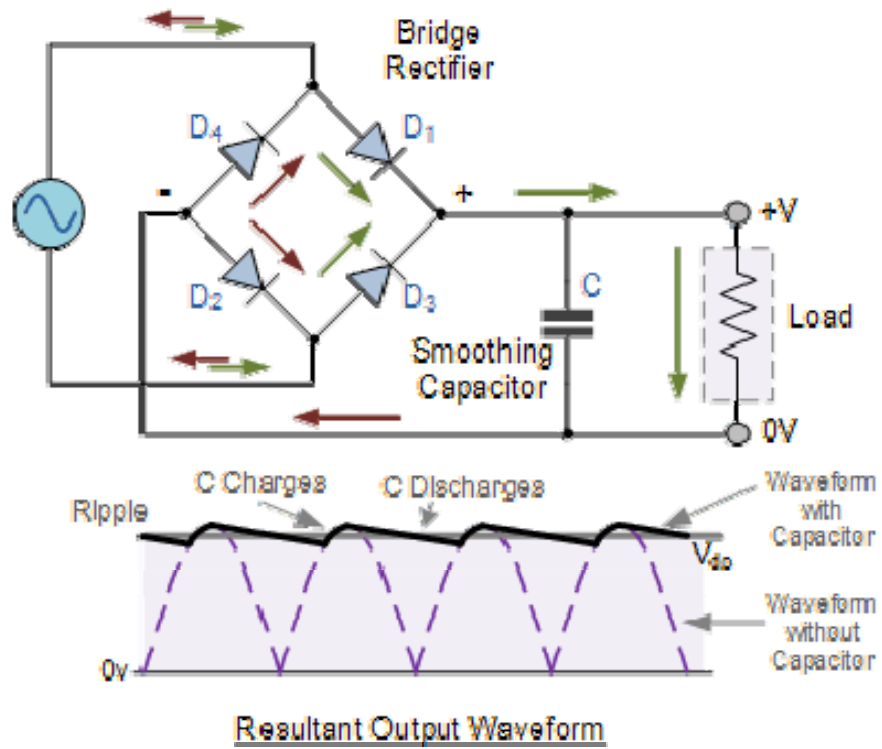 Bridge
Rectifier
D4
D1
-
+
+V
D2
D3
C
Load
Smoothing
Capacitor
0V
C Charges
C Discharges
Waveform
with
Capacitor
Ripple
Vdc
Waveform
without
Capacitor
0v
Resultant Output Waveform